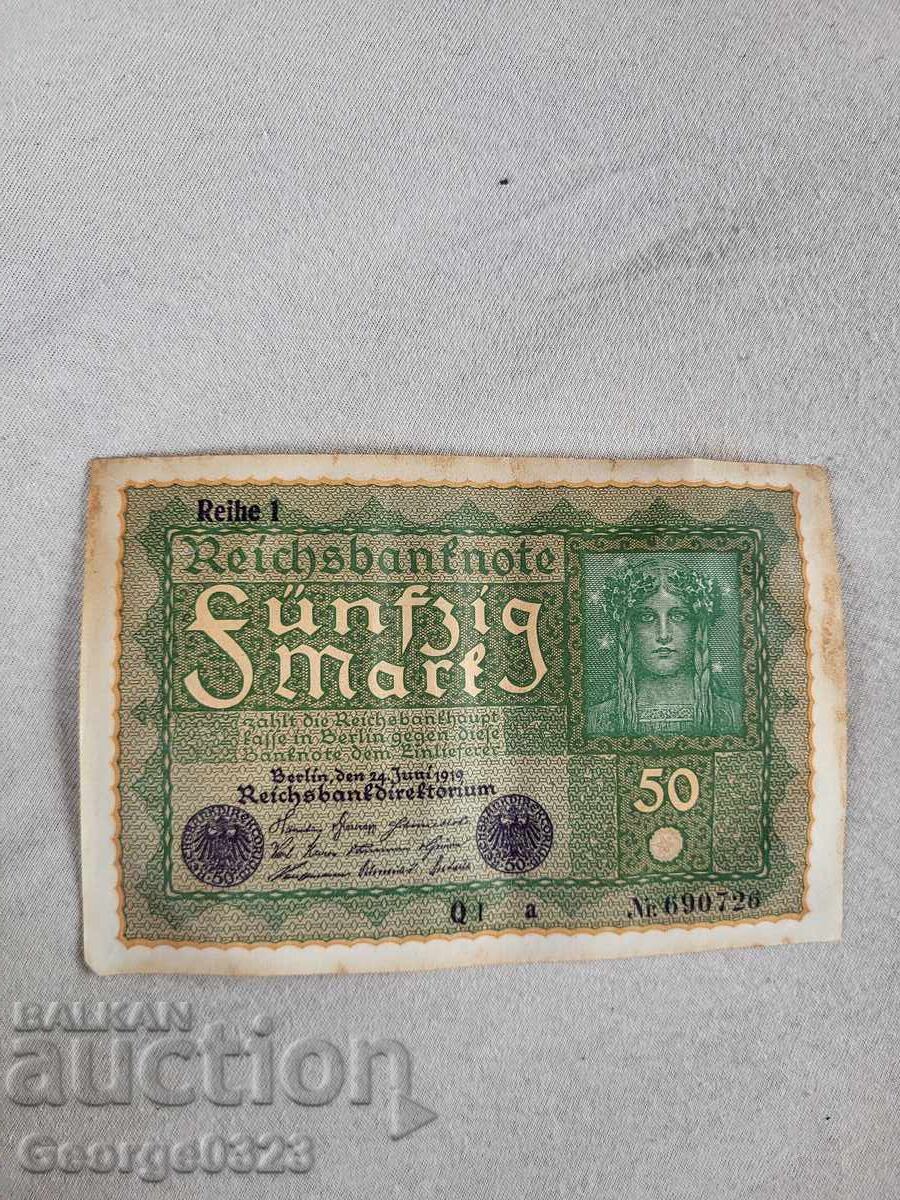 Reihe 1
Reichsbanknote
Fünfzig
Mark
zahlt die Reichsbankhaupt
kasse in Berlin gegen diese
Banknote dem Einlieferer
Berlin, den 24. Juni 1919
Reichsbankdirektorium
50
Q 1 a
Nr. 690726
BALKAN
auction
George0323